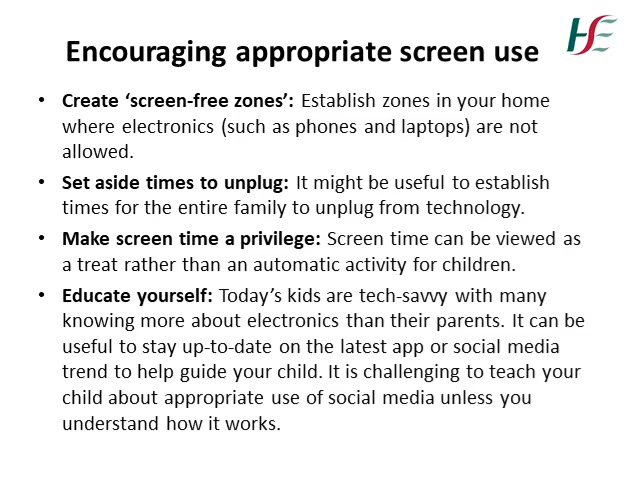 HSE
Encouraging appropriate screen use
• Create ‘screen-free zones’: Establish zones in your home
where electronics (such as phones and laptops) are not
allowed.
• Set aside times to unplug: It might be useful to establish
times for the entire family to unplug from technology.
• Make screen time a privilege: Screen time can be viewed as
a treat rather than an automatic activity for children.
• Educate yourself: Today’s kids are tech-savvy with many
knowing more about electronics than their parents. It can be
useful to stay up-to-date on the latest app or social media
trend to help guide your child. It is challenging to teach your
child about appropriate use of social media unless you
understand how it works.